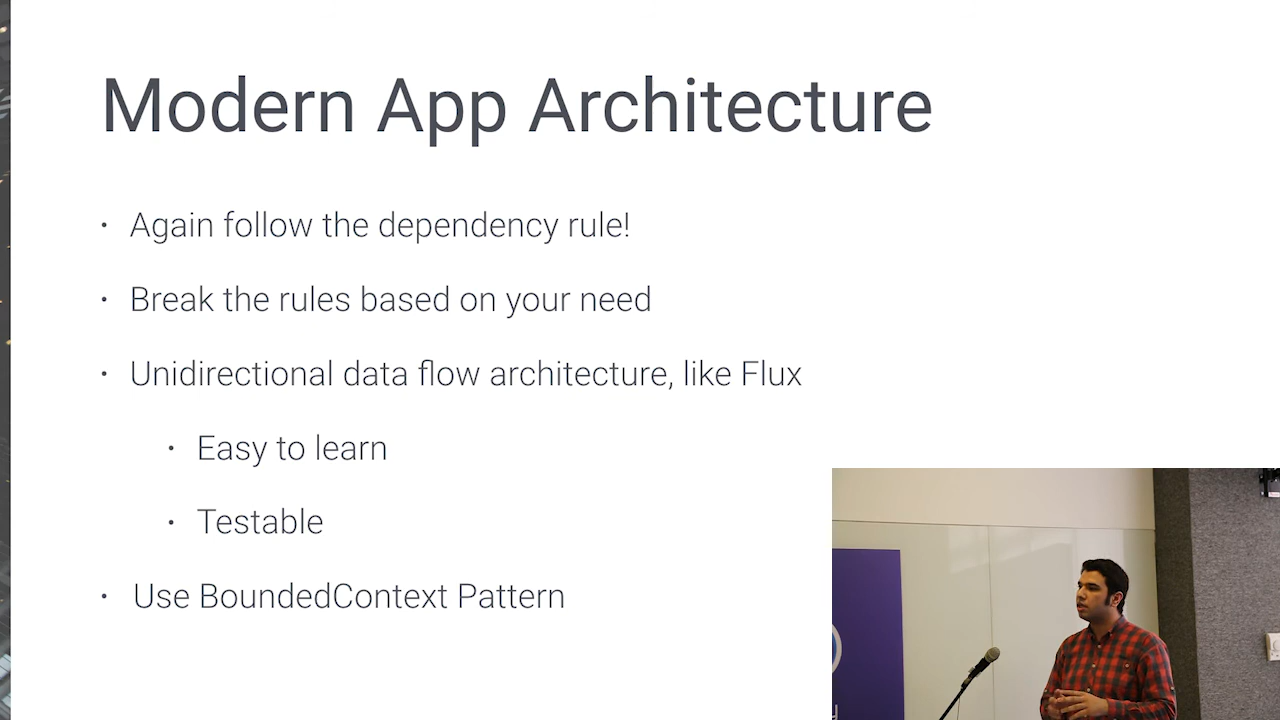 Modern App Architecture
• Again follow the dependency rule!
• Break the rules based on your need
• Unidirectional data flow architecture, like Flux
• Easy to learn
• Testable
• Use BoundedContext Pattern